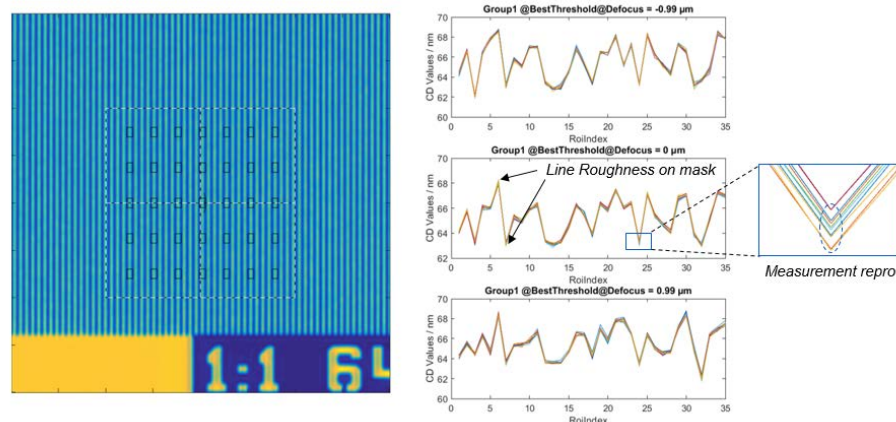 1:1 64
Group1 @BestThreshold@Defocus = -0.99 µm
CD Values / nm
70
68
66
64
62
60
0 5 10 15 20 25 30 35
RoiIndex
Group1 @BestThreshold@Defocus = 0 µm
CD Values / nm
70
68
66
64
62
0 5 10 15 20 25 30 35
RoiIndex
Line Roughness on mask
Measurement repro
Group1 @BestThreshold@Defocus = 0.99 µm
CD Values / nm
70
68
66
64
62
60
0 5 10 15 20 25 30 35
RoiIndex